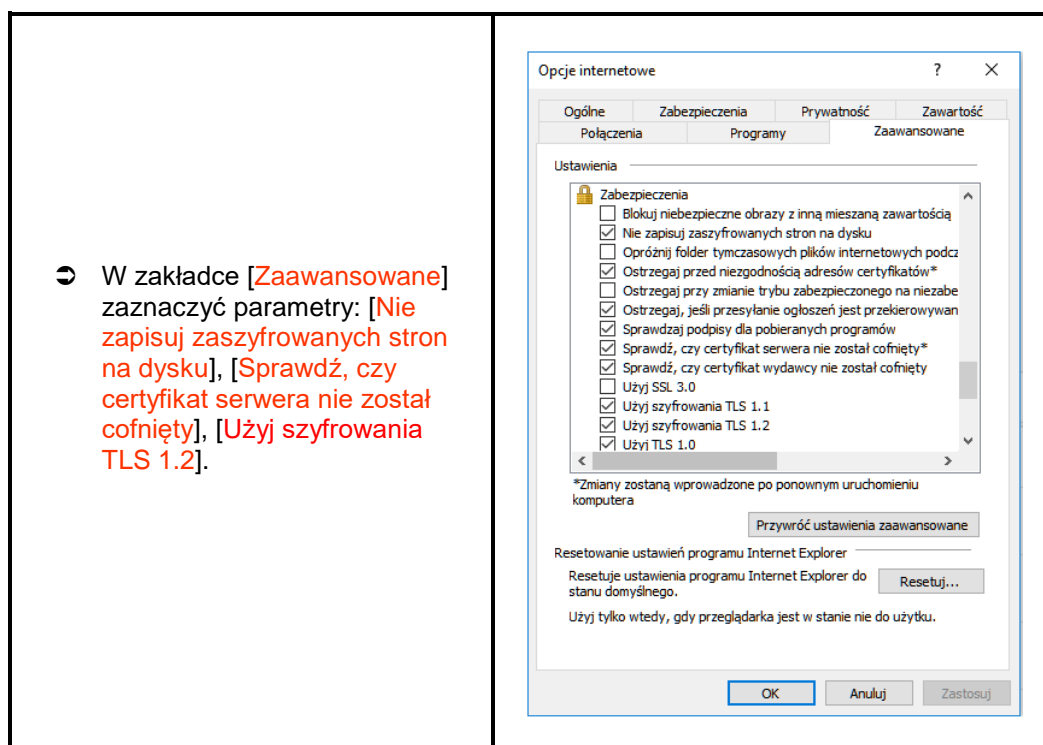 ➲ W zakładce [Zaawansowane]
zaznaczyć parametry: [Nie
zapisuj zaszyfrowanych stron
na dysku], [Sprawdź, czy
certyfikat serwera nie został
cofnięty], [Użyj szyfrowania
TLS 1.2].
Opcje internetowe
Ogólne Zabezpieczenia Prywatność Zawartość
Połączenia Programy Zaawansowane
Ustawienia
Zabezpieczenia
Blokuj niebezpieczne obrazy z inną mieszaną zawartością
Nie zapisuj zaszyfrowanych stron na dysku
Opróżnij folder tymczasowych plików internetowych podcz
Ostrzegaj przed niezgodnością adresów certyfikatów*
Ostrzegaj przy zmianie trybu zabezpieczonego na niezabe
Ostrzegaj, jeśli przesyłanie ogłoszeń jest przekierowywan
Sprawdzaj podpisy dla pobieranych programów
Sprawdź, czy certyfikat serwera nie został cofnięty*
Sprawdź, czy certyfikat wydawcy nie został cofnięty
Użyj SSL 3.0
Użyj szyfrowania TLS 1.1
Użyj szyfrowania TLS 1.2
Użyj TLS 1.0
*Zmiany zostaną wprowadzone po ponownym uruchomieniu
komputera
Przywróć ustawienia zaawansowane
Resetowanie ustawień programu Internet Explorer
Resetuje ustawienia programu Internet Explorer do
stanu domyślnego.
Resetuj...
Użyj tylko wtedy, gdy przeglądarka jest w stanie nie do użytku.
OK Anuluj Zastosuj